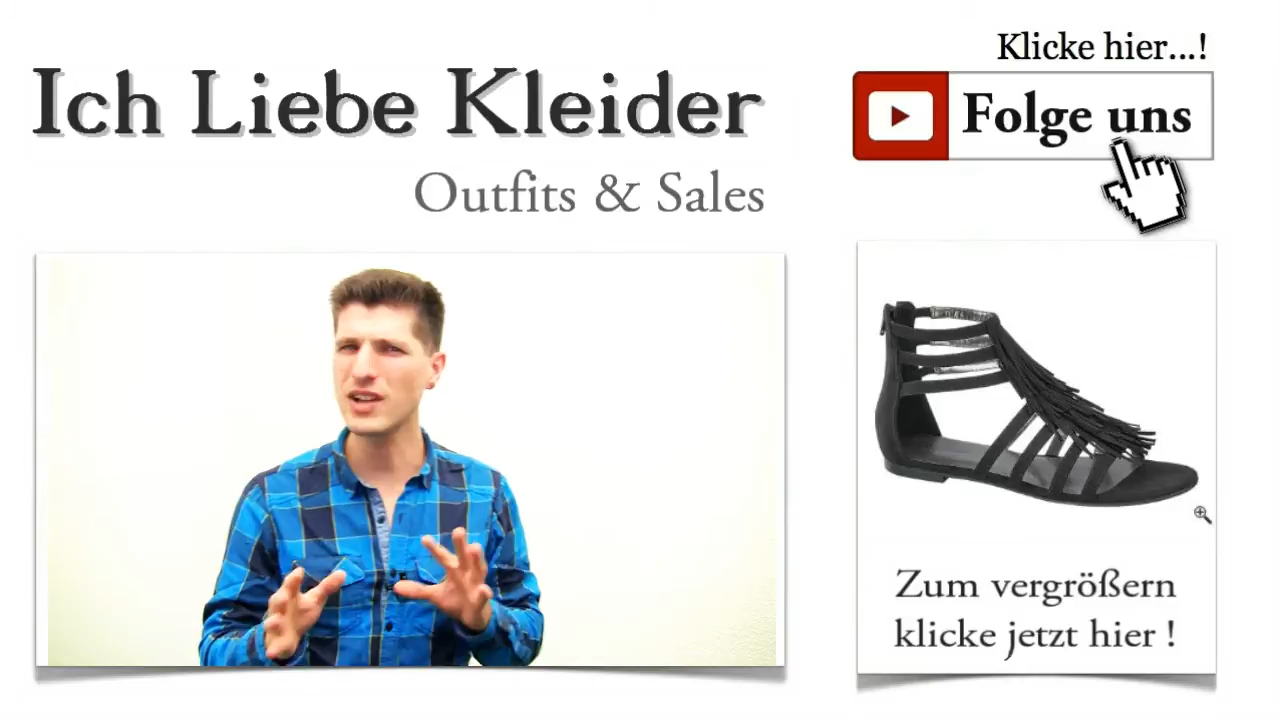 Ich Liebe Kleider
Outfits & Sales
Klicke hier...!
Folge uns
Zum vergrößern
klicke jetzt hier !